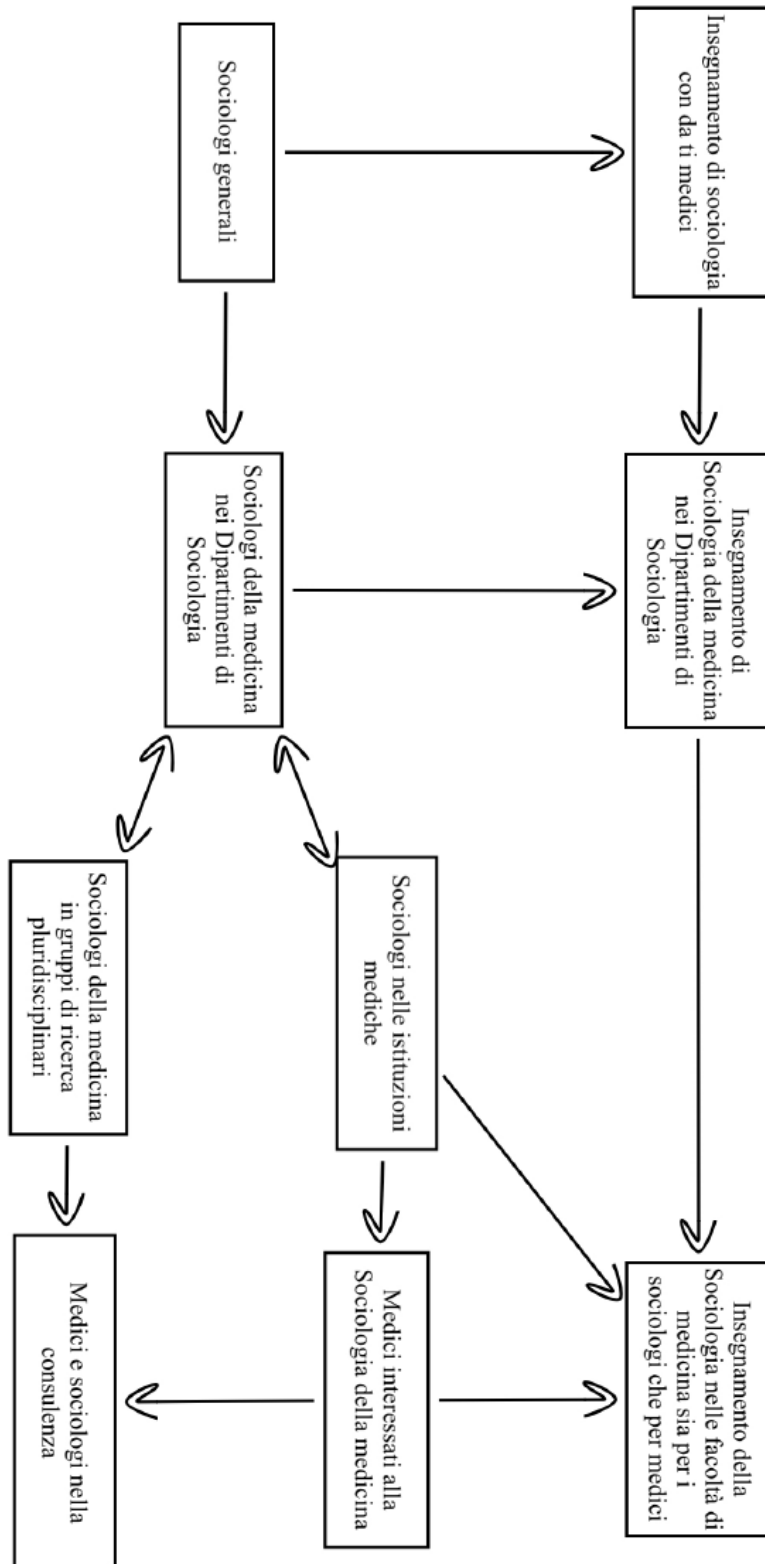 Insegnamento di sociologia
con da ti medici
Insegnamento di
Sociologia della medicina
nei Dipartimenti di
Sociologia
Insegnamento della
Sociologia nelle facoltà di
medicina sia per i
sociologi che per medici
Sociologi nelle istituzioni
mediche
Medici interessati alla
Sociologia della medicina
Sociologi generali
Sociologi della medicina
nei Dipartimenti di
Sociologia
Sociologi della medicina
in gruppi di ricerca
pluridisciplinari
Medici e sociologi nella
consulenza